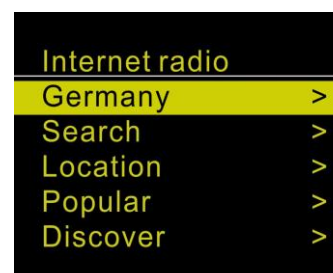 Internet radio
Germany >
Search >
Location >
Popular >
Discover >